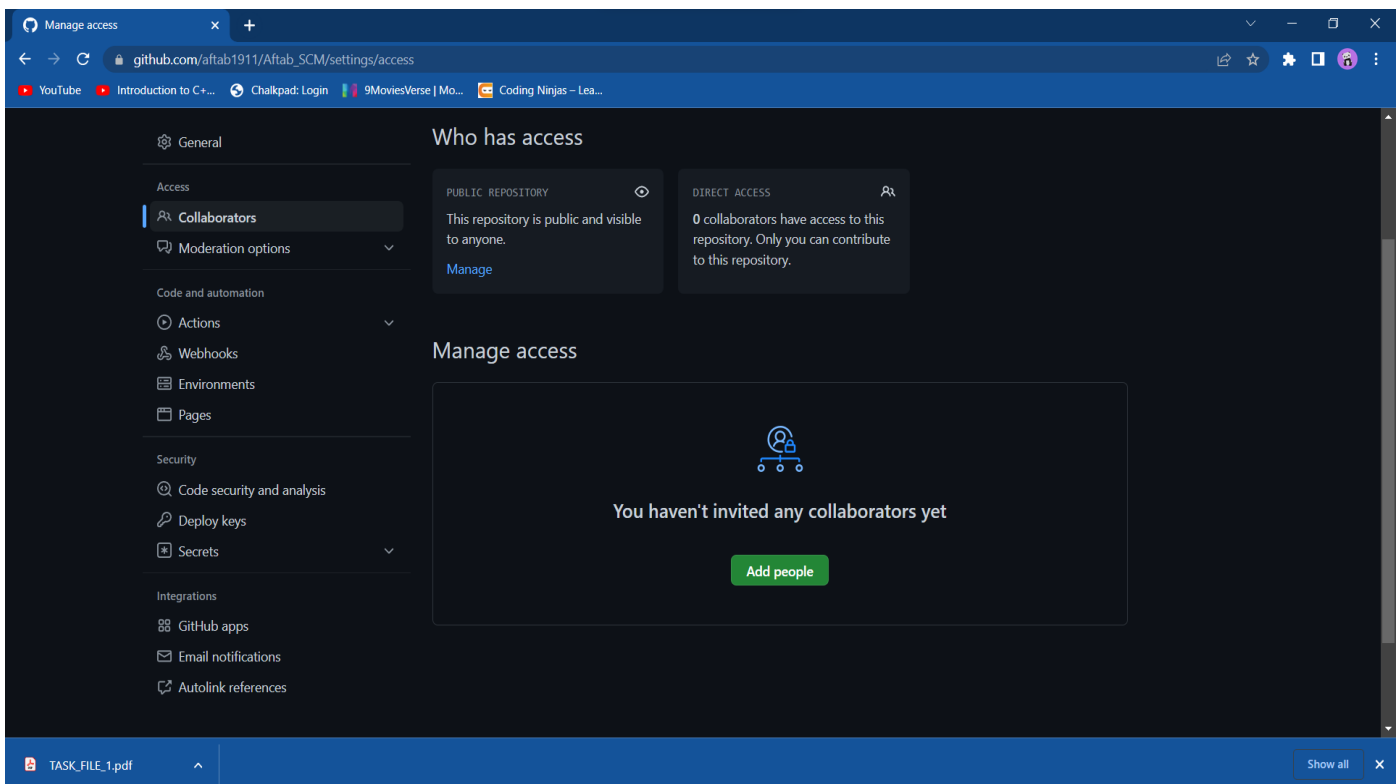 Manage access
github.com/aftab1911/Aftab_SCM/settings/access
YouTube
Introduction to C+...
Chalkpad: Login
9MoviesVerse | Mo...
Coding Ninjas – Lea...
General
Access
Collaborators
Moderation options
Code and automation
Actions
Webhooks
Environments
Pages
Security
Code security and analysis
Deploy keys
Secrets
Integrations
GitHub apps
Email notifications
Autolink references
Who has access
PUBLIC REPOSITORY
This repository is public and visible
to anyone.
Manage
DIRECT ACCESS
0 collaborators have access to this
repository. Only you can contribute
to this repository.
Manage access
You haven't invited any collaborators yet
Add people
TASK_FILE_1.pdf
Show all